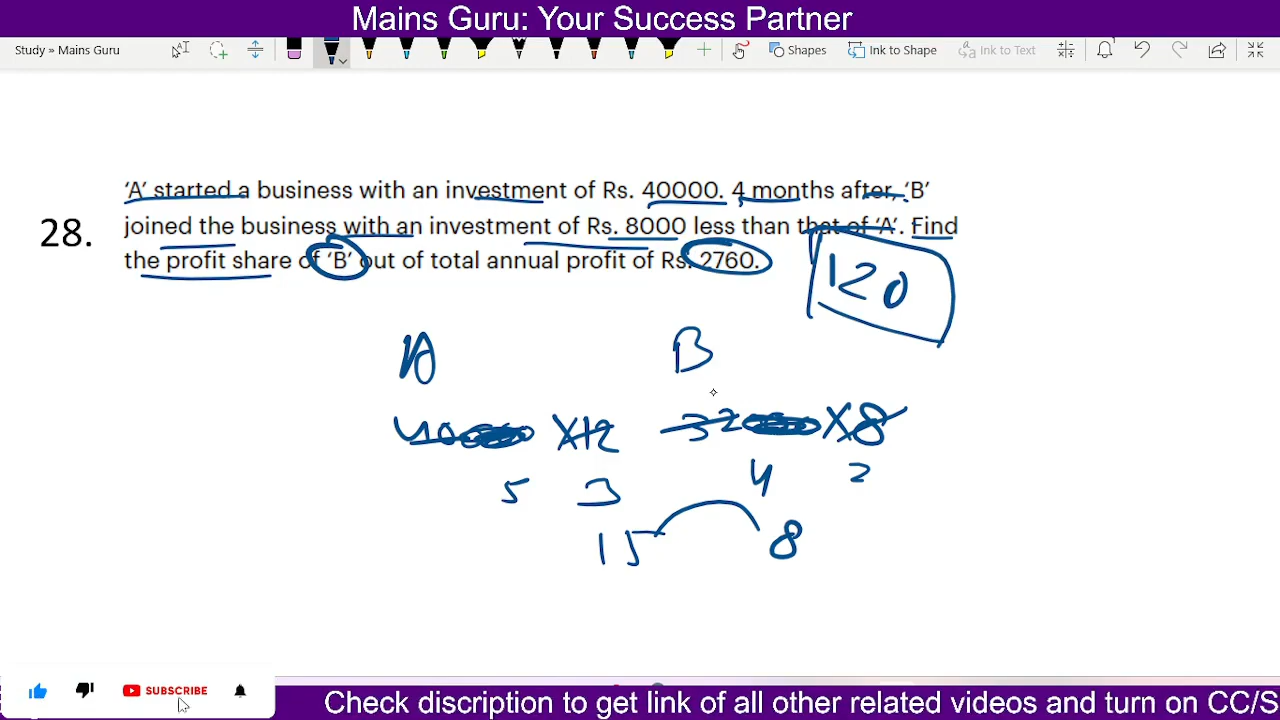 Mains Guru: Your Success Partner
Study » Mains Guru
Shapes
Ink to Shape
Ink to Text
28.
'A' started a business with an investment of Rs. 40000. 4 months after, 'B'
joined the business with an investment of Rs. 8000 less than that of 'A'. Find
the profit share of 'B' out of total annual profit of Rs. 2760.
120
A B
40000 X12 32000 X8
5 3 4 2
15 8
SUBSCRIBE
Check discription to get link of all other related videos and turn on CC/S